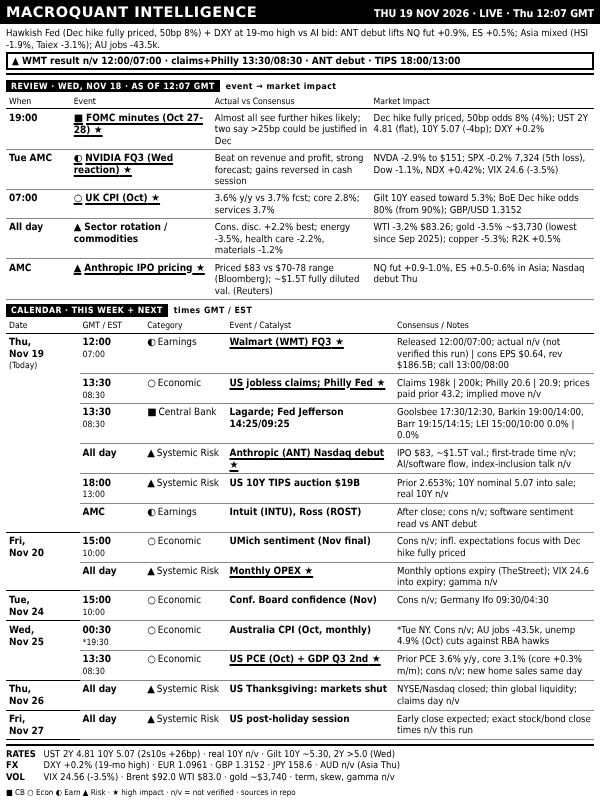 MACROQUANT INTELLIGENCE THU 19 NOV 2026 · LIVE · Thu 12:07 GMT
Hawkish Fed (Dec hike fully priced, 50bp 8%) + DXY at 19-mo high vs AI bid: ANT debut lifts NQ fut +0.9%, ES +0.5%; Asia mixed (HSI
-1.9%, Taiex -3.1%); AU jobs -43.5k.
▲ WMT result n/v 12:00/07:00 · claims+Philly 13:30/08:30 · ANT debut · TIPS 18:00/13:00
REVIEW · WED, NOV 18 · AS OF 12:07 GMT event → market impact
When Event Actual vs Consensus Market Impact
19:00 ■ FOMC minutes (Oct 27-28) ★ Almost all see further hikes likely; two say >25bp could be justified in Dec Dec hike fully priced, 50bp odds 8% (4%); UST 2Y 4.81 (flat), 10Y 5.07 (-4bp); DXY +0.2%
Tue AMC ◐ NVIDIA FQ3 (Wed reaction) ★ Beat on revenue and profit, strong forecast; gains reversed in cash session NVDA -2.9% to $151; SPX -0.2% 7,324 (5th loss), Dow -1.1%, NDX +0.42%; VIX 24.6 (-3.5%)
07:00 ○ UK CPI (Oct) ★ 3.6% y/y vs 3.7% fcst; core 2.8%; services 3.7% Gilt 10Y eased toward 5.3%; BoE Dec hike odds 80% (from 90%); GBP/USD 1.3152
All day ▲ Sector rotation / commodities Cons. disc. +2.2% best; energy -3.5%, health care -2.2%, materials -1.2% WTI -3.2% $83.26; gold -3.5% ~$3,730 (lowest since Sep 2025); copper -5.3%; R2K +0.5%
AMC ▲ Anthropic IPO pricing ★ Priced $83 vs $70-78 range (Bloomberg); ~$1.5T fully diluted val. (Reuters) NQ fut +0.9-1.0%, ES +0.5-0.6% in Asia; Nasdaq debut Thu
CALENDAR · THIS WEEK + NEXT times GMT / EST
Date GMT / EST Category Event / Catalyst Consensus / Notes
Thu, Nov 19 (Today) 12:00 07:00 ◐ Earnings Walmart (WMT) FQ3 ★ Released 12:00/07:00; actual n/v (not verified this run) | cons EPS $0.64, rev $186.5B; call 13:00/08:00
13:30 08:30 ○ Economic US jobless claims; Philly Fed ★ Claims 198k | 200k; Philly 20.6 | 20.9; prices paid prior 43.2; implied move n/v
13:30 08:30 ■ Central Bank Lagarde; Fed Jefferson 14:25/09:25 Goolsbee 17:30/12:30, Barkin 19:00/14:00, Barr 19:15/14:15; LEI 15:00/10:00 0.0% | 0.0%
All day ▲ Systemic Risk Anthropic (ANT) Nasdaq debut ★ IPO $83, ~$1.5T val.; first-trade time n/v; AI/software flow, index-inclusion talk n/v
18:00 13:00 ▲ Systemic Risk US 10Y TIPS auction $19B Prior 2.653%; 10Y nominal 5.07 into sale; real 10Y n/v
AMC ◐ Earnings Intuit (INTU), Ross (ROST) After close; cons n/v; software sentiment read vs ANT debut
Fri, Nov 20 15:00 10:00 ○ Economic UMich sentiment (Nov final) Cons n/v; infl. expectations focus with Dec hike fully priced
All day ▲ Systemic Risk Monthly OPEX ★ Monthly options expiry (TheStreet); VIX 24.6 into expiry; gamma n/v
Tue, Nov 24 15:00 10:00 ○ Economic Conf. Board confidence (Nov) Cons n/v; Germany Ifo 09:30/04:30
Wed, Nov 25 00:30 *19:30 ○ Economic Australia CPI (Oct, monthly) *Tue NY. Cons n/v; AU jobs -43.5k, unemp 4.9% (Oct) cuts against RBA hawks
13:30 08:30 ○ Economic US PCE (Oct) + GDP Q3 2nd ★ Prior PCE 3.6% y/y, core 3.1% (core +0.3% m/m); cons n/v; new home sales same day
Thu, Nov 26 All day ▲ Systemic Risk US Thanksgiving: markets shut NYSE/Nasdaq closed; thin global liquidity; claims day n/v
Fri, Nov 27 All day ▲ Systemic Risk US post-holiday session Early close expected; exact stock/bond close times n/v this run
RATES UST 2Y 4.81 10Y 5.07 (2s10s +26bp) · real 10Y n/v · Gilt 10Y ~5.30, 2Y >5.0 (Wed)
FX DXY +0.2% (19-mo high) · EUR 1.0961 · GBP 1.3152 · JPY 158.6 · AUD n/v (Asia Thu)
VOL VIX 24.56 (-3.5%) · Brent $92.0 WTI $83.0 · gold ~$3,740 · term, skew, gamma n/v
■ CB ○ Econ ◐ Earn ▲ Risk · ★ high impact · n/v = not verified · sources in repo